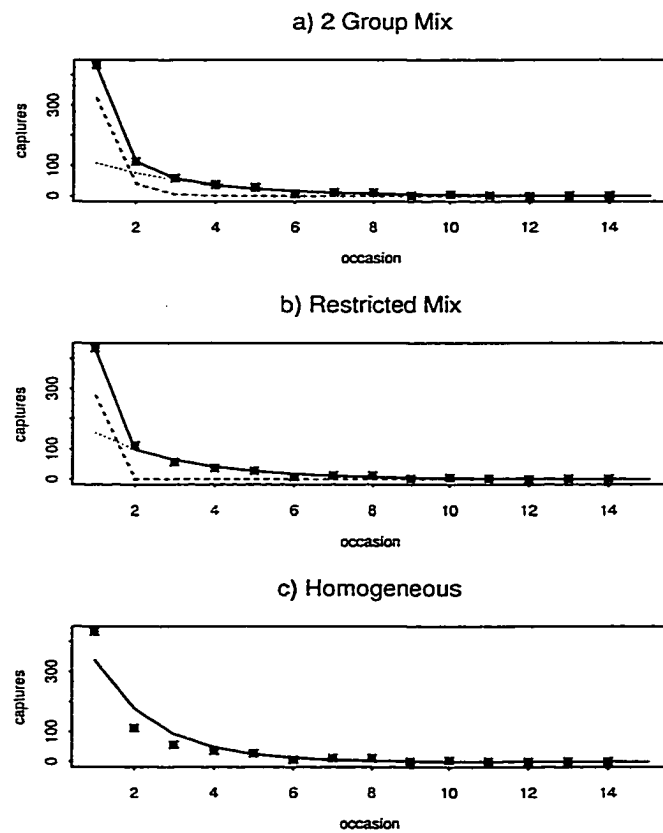 a) 2 Group Mix
captures
300
100
0
2 4 6 8 10 12 14
occasion
b) Restricted Mix
captures
300
100
0
2 4 6 8 10 12 14
occasion
c) Homogeneous
captures
300
100
0
2 4 6 8 10 12 14
occasion